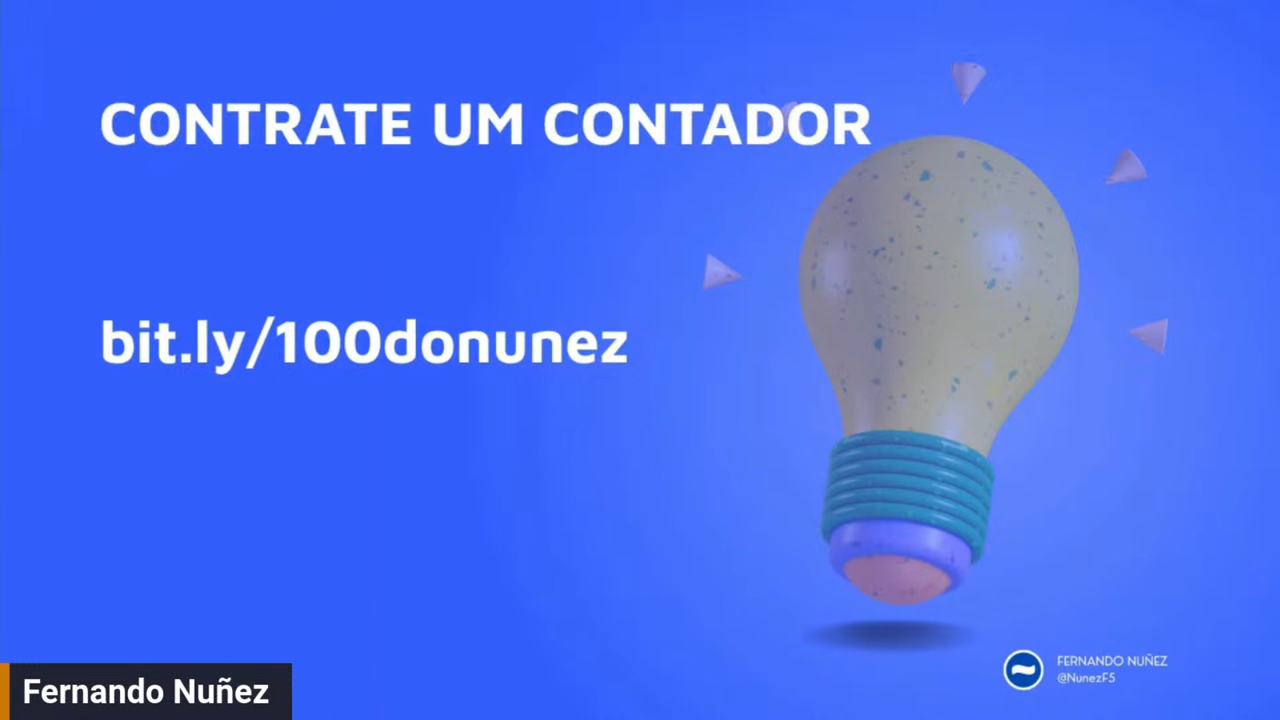 CONTRATE UM CONTADOR
bit.ly/100donunez
FERNANDO NUÑEZ
@NunezF5
Fernando Nuñez